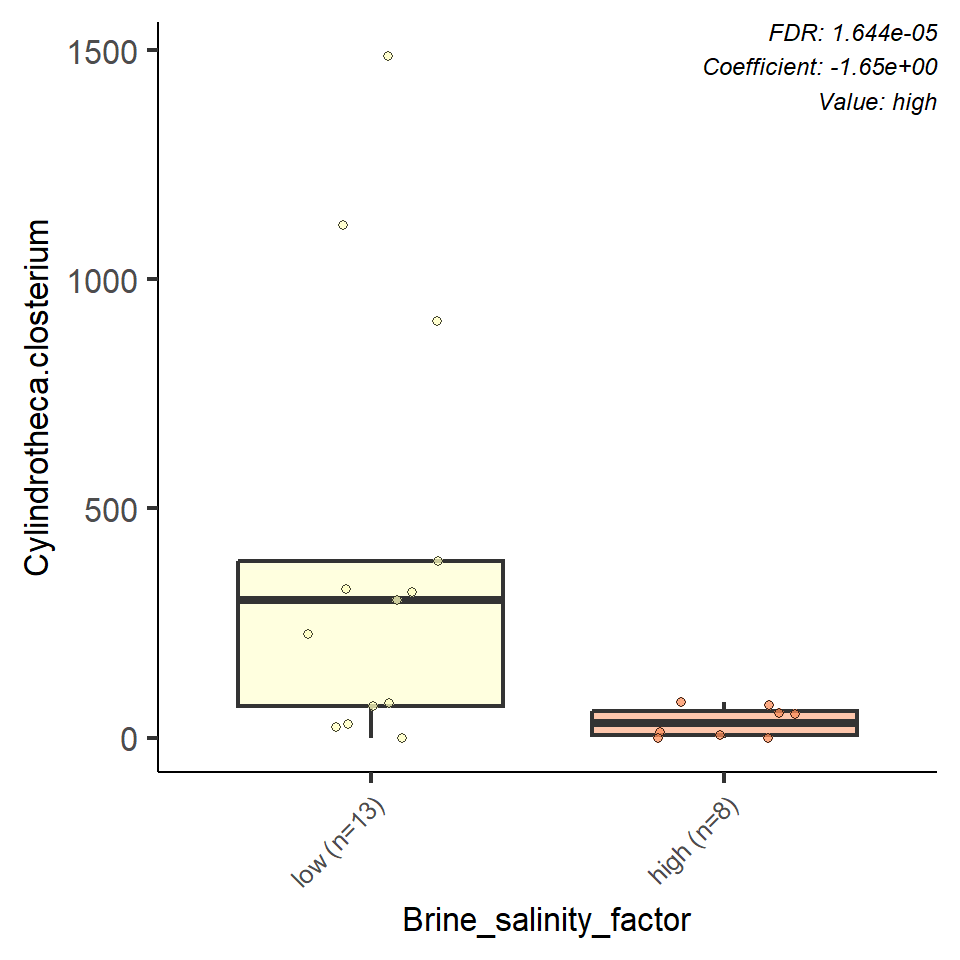 FDR: 1.644e-05
Coefficient: -1.65e+00
Value: high
1500
1000
500
0
Cylindrotheca.closterium
low (n=13)
high (n=8)
Brine_salinity_factor